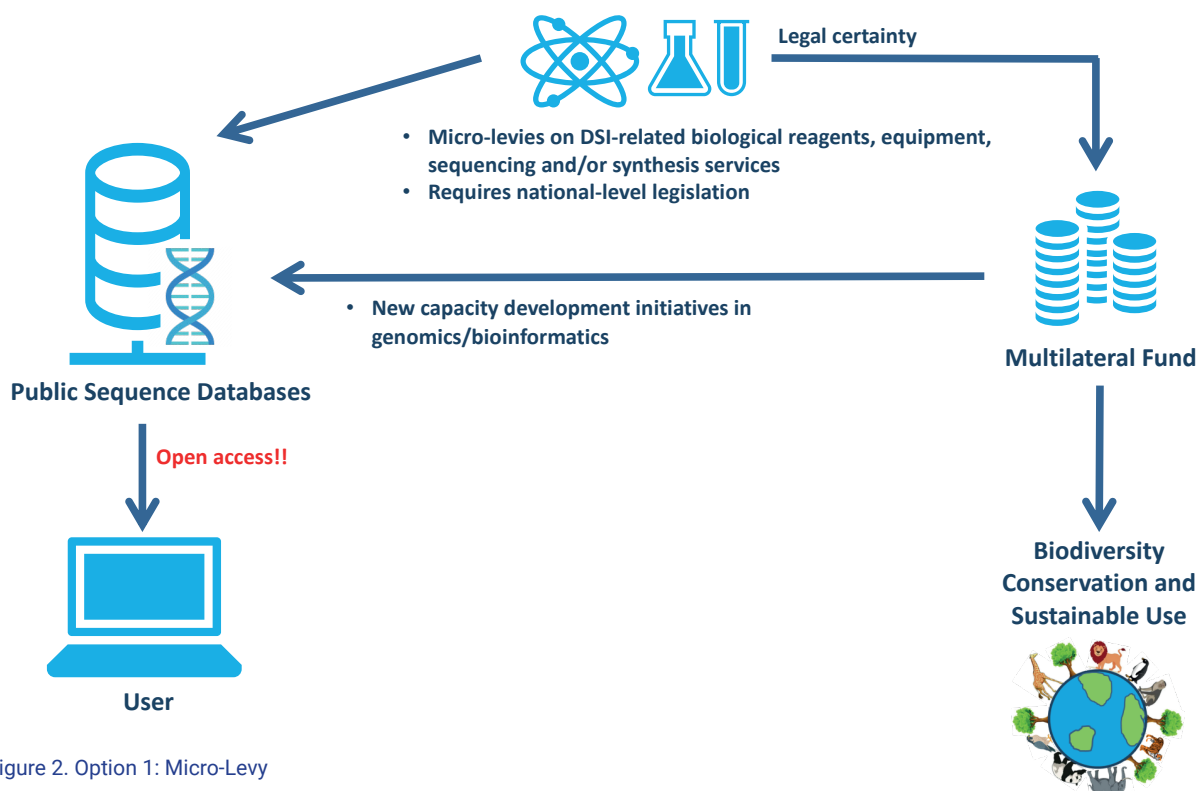 Legal certainty
• Micro-levies on DSI-related biological reagents, equipment,
sequencing and/or synthesis services
• Requires national-level legislation
• New capacity development initiatives in
genomics/bioinformatics
Public Sequence Databases
Multilateral Fund
Open access!!
Biodiversity
Conservation and
Sustainable Use
User
igure 2. Option 1: Micro-Levy